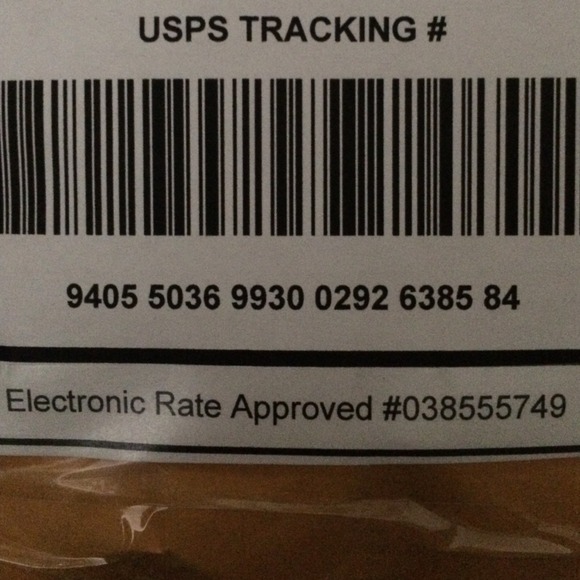 USPS TRACKING #
9405 5036 9930 0292 6385 84
Electronic Rate Approved #038555749